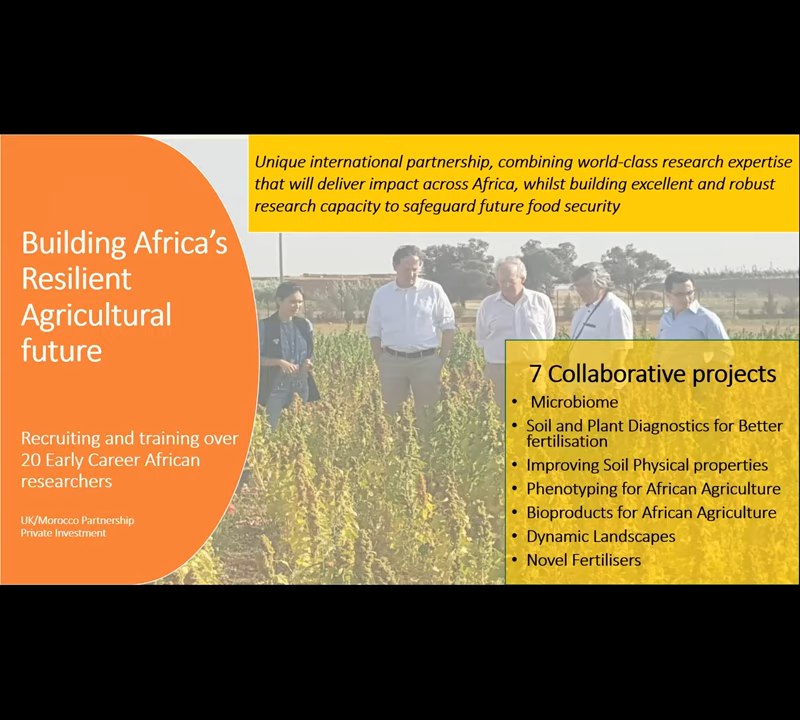 Unique international partnership, combining world-class research expertise
that will deliver impact across Africa, whilst building excellent and robust
research capacity to safeguard future food security
Building Africa's
Resilient
Agricultural
future
Recruiting and training over
20 Early Career African
researchers
UK/Morocco Partnership
Private Investment
7 Collaborative projects
• Microbiome
• Soil and Plant Diagnostics for Better
fertilisation
• Improving Soil Physical properties
• Phenotyping for African Agriculture
• Bioproducts for African Agriculture
• Dynamic Landscapes
• Novel Fertilisers